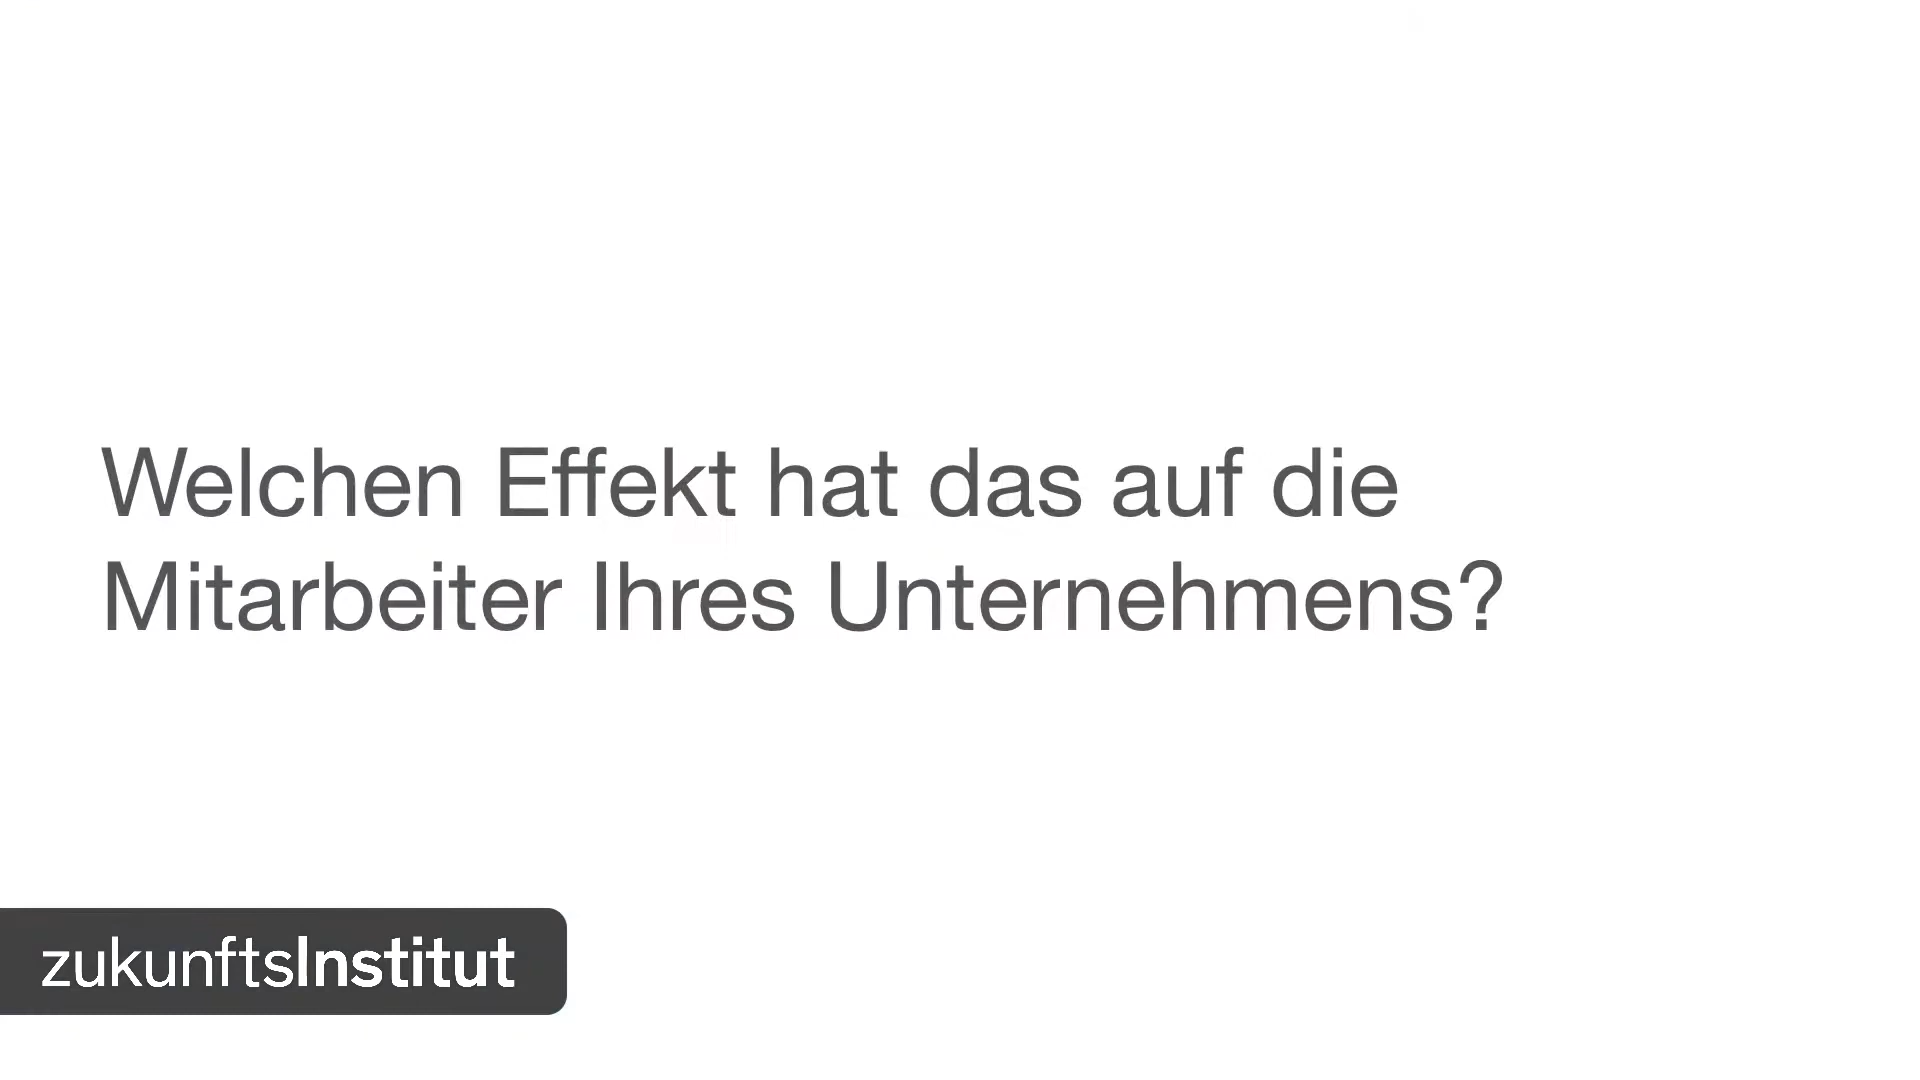 Welchen Effekt hat das auf die
Mitarbeiter Ihres Unternehmens?
zukunftsInstitut